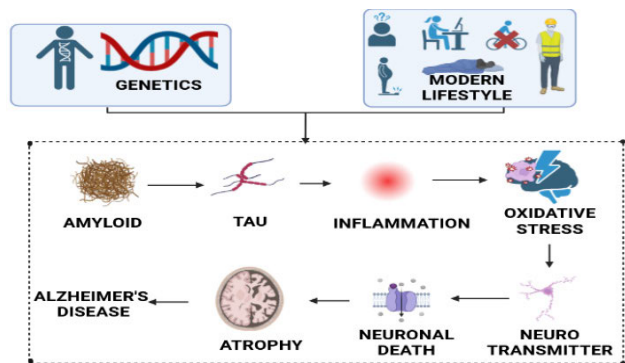 ??
GENETICS
MODERN
LIFESTYLE
AMYLOID
TAU
INFLAMMATION
OXIDATIVE
STRESS
ALZHEIMER'S
DISEASE
ATROPHY
NEURONAL
DEATH
NEURO
TRANSMITTER